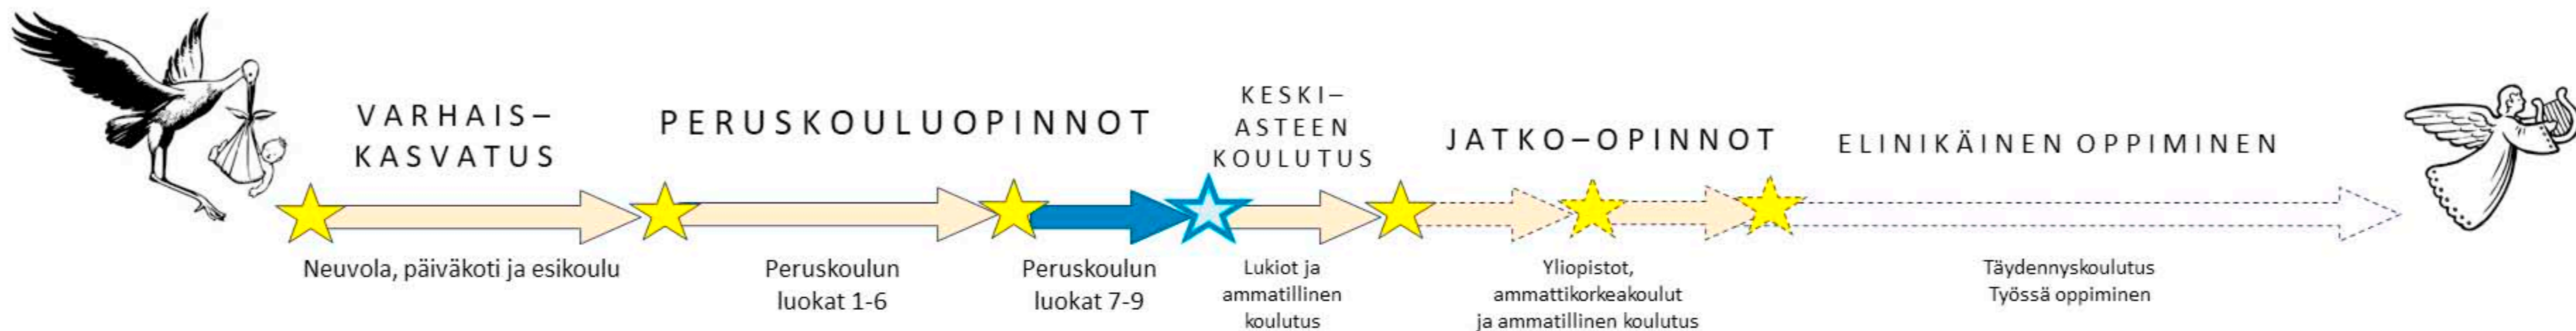 VARHAIS–
KASVATUS
PERUSKOULUOPINNOT
KESKI–
ASTEEN
KOULUTUS
JATKO–OPINNOT
ELINIKÄINEN OPPIMINEN
Neuvola, päiväkoti ja esikoulu
Peruskoulun
luokat 1-6
Peruskoulun
luokat 7-9
Lukiot ja
ammatillinen
koulutus
Yliopistot,
ammattikorkeakoulut
ja ammatillinen koulutus
Täydennyskoulutus
Työssä oppiminen